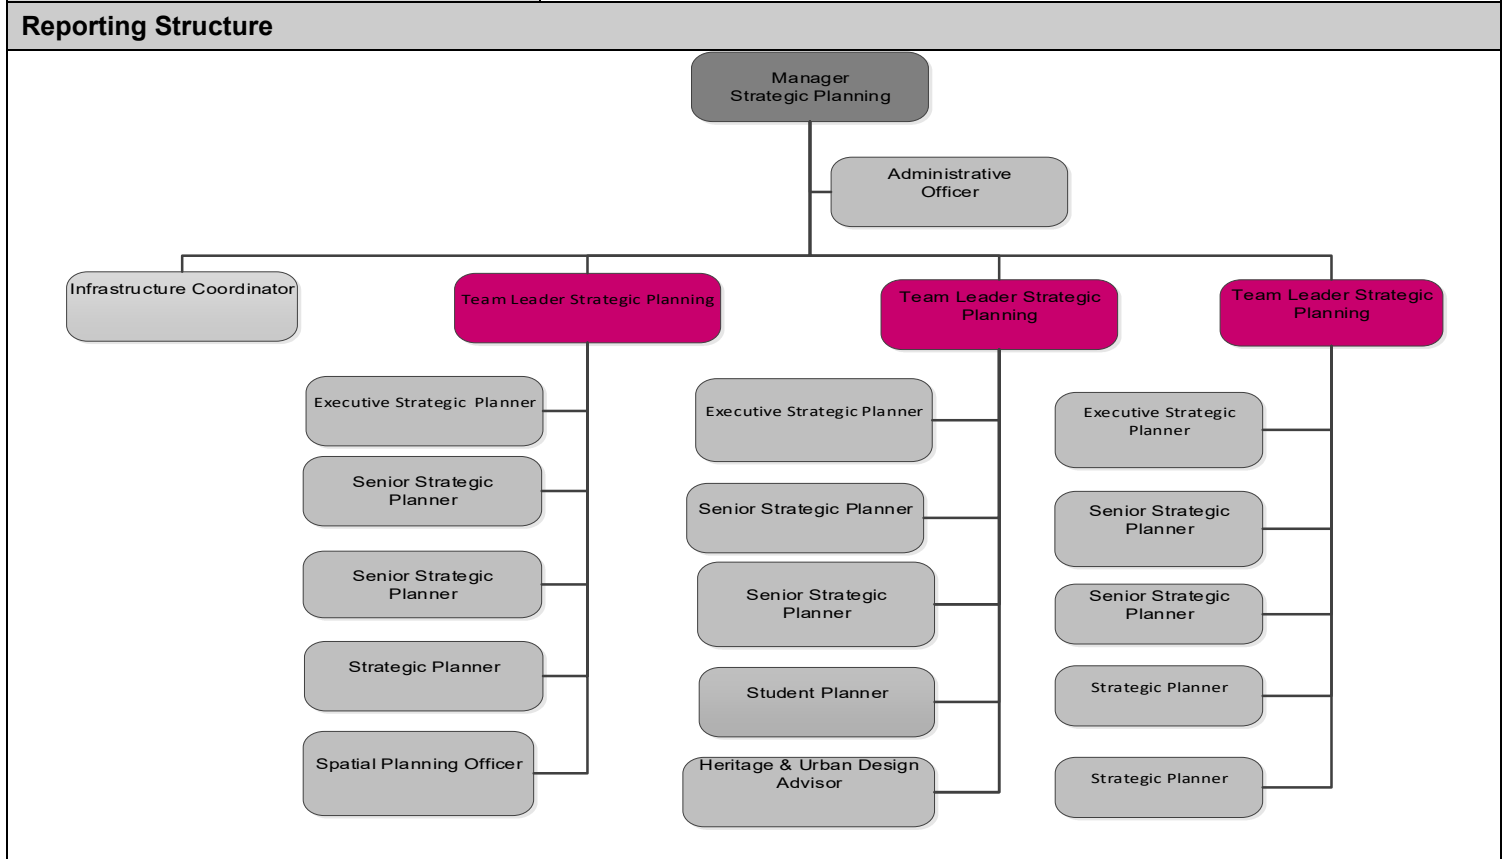 Reporting Structure
Manager
Strategic Planning
Administrative
Officer
Infrastructure Coordinator
Team Leader Strategic Planning
Team Leader Strategic
Planning
Team Leader Strategic
Planning
Executive Strategic Planner
Senior Strategic
Planner
Senior Strategic
Planner
Strategic Planner
Spatial Planning Officer
Executive Strategic Planner
Senior Strategic Planner
Senior Strategic
Planner
Student Planner
Heritage & Urban Design
Advisor
Executive Strategic
Planner
Senior Strategic
Planner
Senior Strategic
Planner
Strategic Planner
Strategic Planner